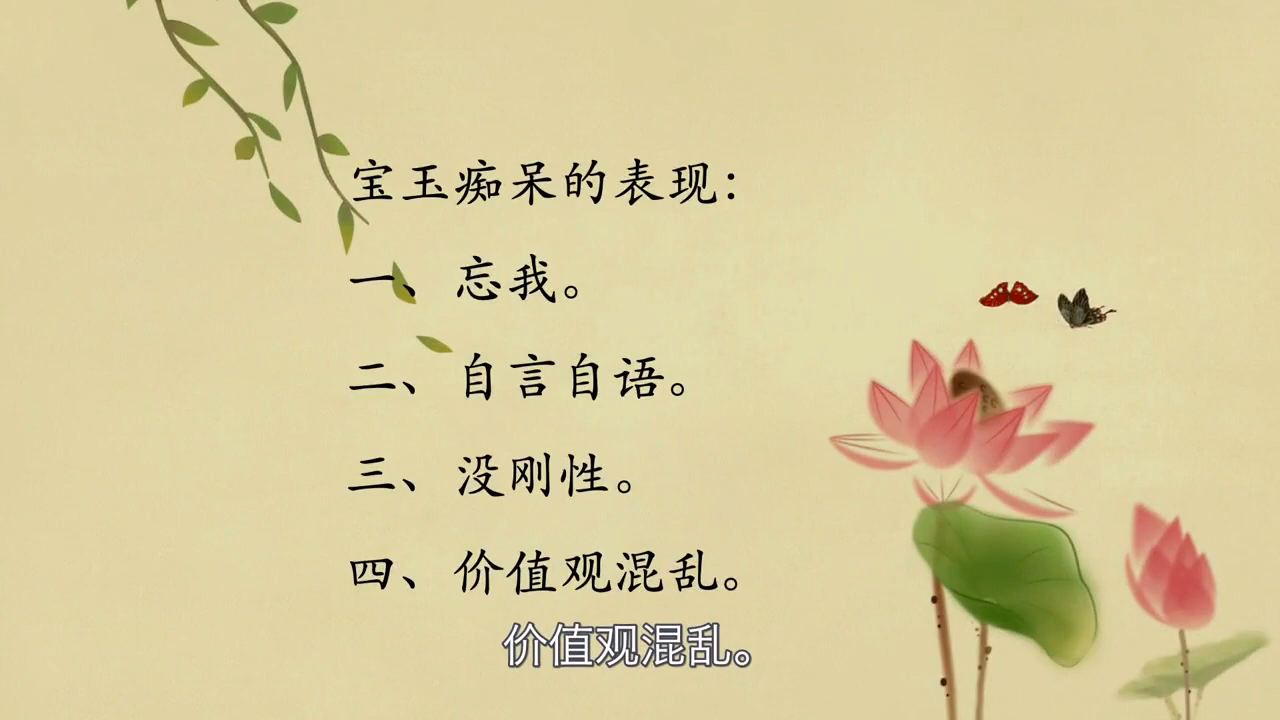 宝玉痴呆的表现：
一、忘我。
二、自言自语。
三、没刚性。
四、价值观混乱。
价值观混乱。